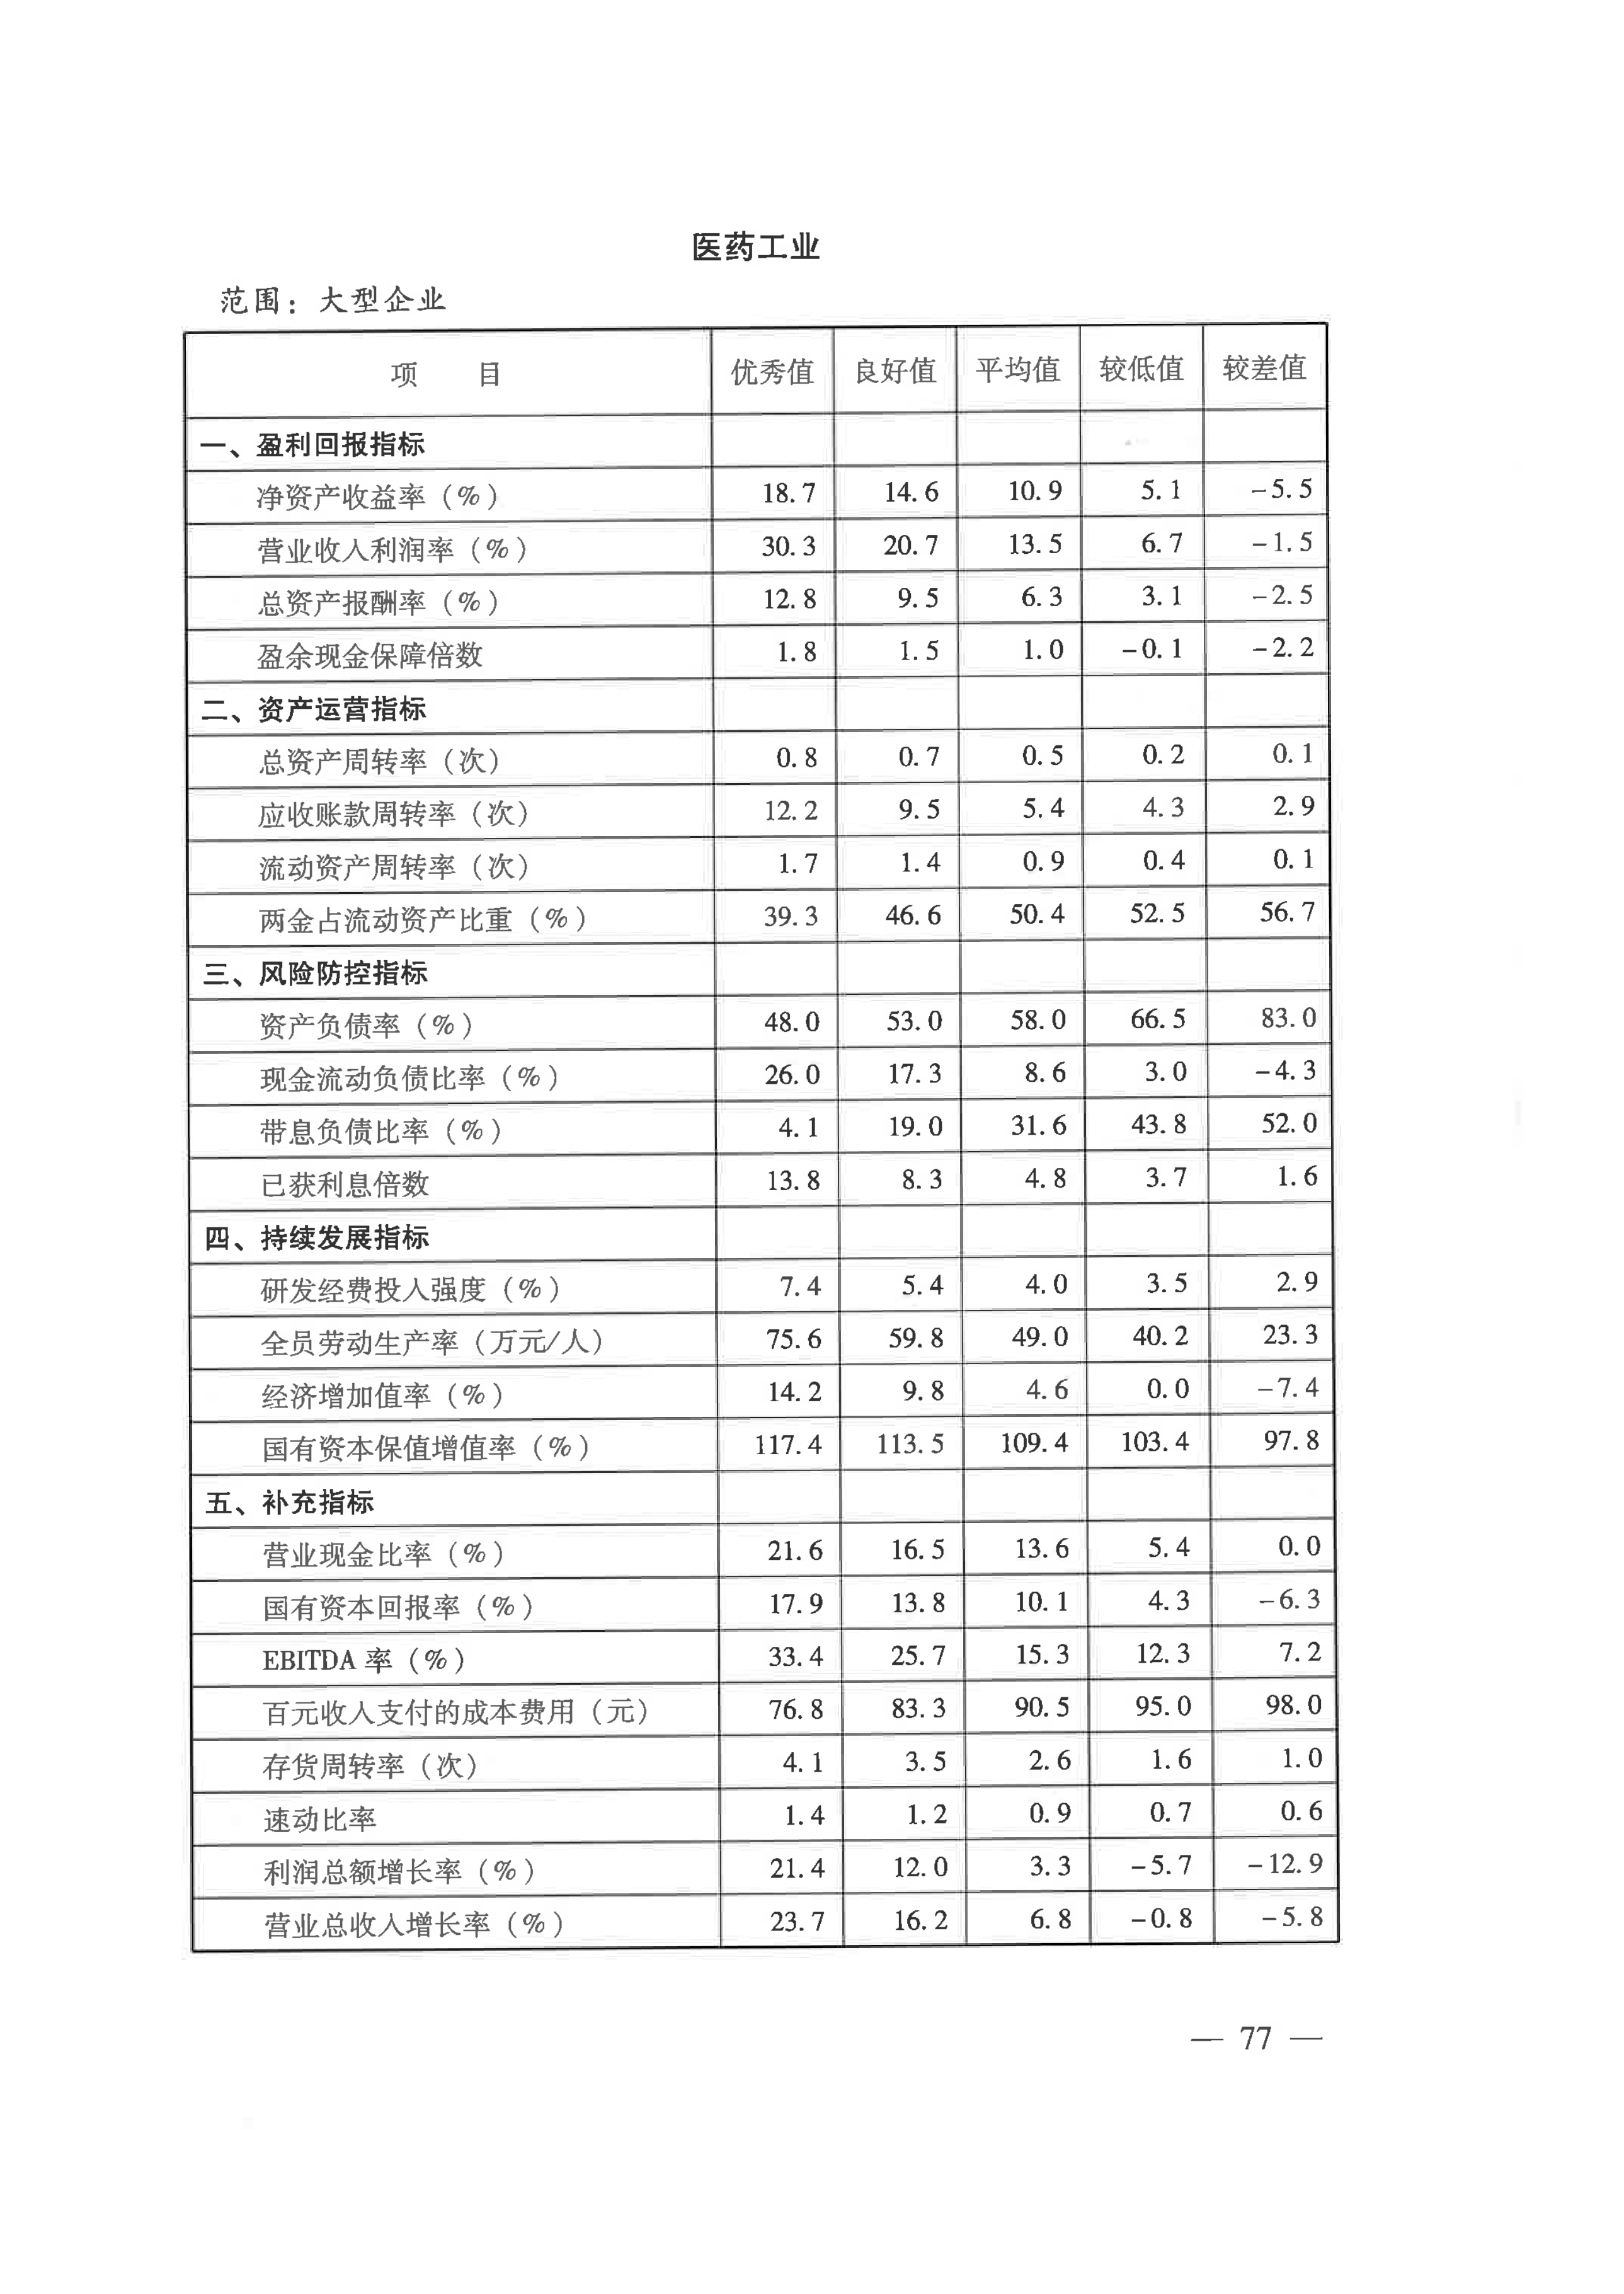 医药工业
范围：大型企业
项 目 优秀值 良好值 平均值 较低值 较差值
一、盈利回报指标
净资产收益率（%） 18.7 14.6 10.9 5.1 -5.5
营业收入利润率（%） 30.3 20.7 13.5 6.7 -1.5
总资产报酬率（%） 12.8 9.5 6.3 3.1 -2.5
盈余现金保障倍数 1.8 1.5 1.0 -0.1 -2.2
二、资产运营指标
总资产周转率（次） 0.8 0.7 0.5 0.2 0.1
应收账款周转率（次） 12.2 9.5 5.4 4.3 2.9
流动资产周转率（次） 1.7 1.4 0.9 0.4 0.1
两金占流动资产比重（%） 39.3 46.6 50.4 52.5 56.7
三、风险防控指标
资产负债率（%） 48.0 53.0 58.0 66.5 83.0
现金流动负债比率（%） 26.0 17.3 8.6 3.0 -4.3
带息负债比率（%） 4.1 19.0 31.6 43.8 52.0
已获利息倍数 13.8 8.3 4.8 3.7 1.6
四、持续发展指标
研发经费投入强度（%） 7.4 5.4 4.0 3.5 2.9
全员劳动生产率（万元/人） 75.6 59.8 49.0 40.2 23.3
经济增加值率（%） 14.2 9.8 4.6 0.0 -7.4
国有资本保值增值率（%） 117.4 113.5 109.4 103.4 97.8
五、补充指标
营业现金比率（%） 21.6 16.5 13.6 5.4 0.0
国有资本回报率（%） 17.9 13.8 10.1 4.3 -6.3
EBITDA 率（%） 33.4 25.7 15.3 12.3 7.2
百元收入支付的成本费用（元） 76.8 83.3 90.5 95.0 98.0
存货周转率（次） 4.1 3.5 2.6 1.6 1.0
速动比率 1.4 1.2 0.9 0.7 0.6
利润总额增长率（%） 21.4 12.0 3.3 -5.7 -12.9
营业总收入增长率（%） 23.7 16.2 6.8 -0.8 -5.8
— 77 —